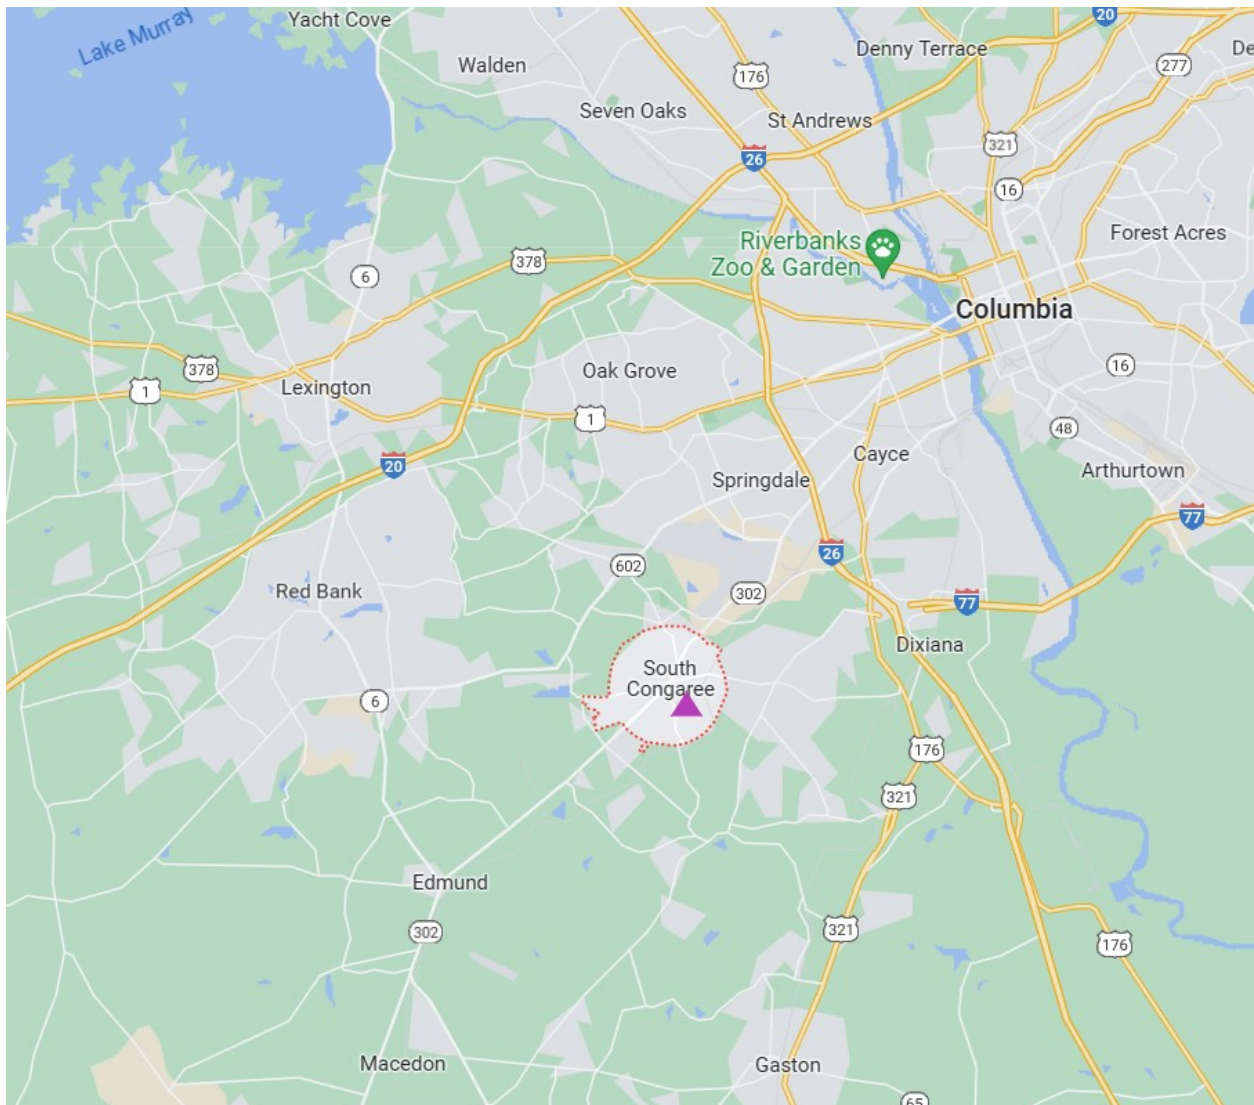 Yacht Cove
20
Lake Murray
Denny Terrace
De
Walden
176
277
Seven Oaks
St Andrews
321
26
16
Riverbanks
Zoo & Garden
Forest Acres
378
6
Columbia
378
Oak Grove
16
Lexington
1
1
48
20
Cayce
Arthurtown
Springdale
77
26
602
Red Bank
302
77
Dixiana
South
Congaree
6
176
321
Edmund
302
321
176
Macedon
Gaston
65